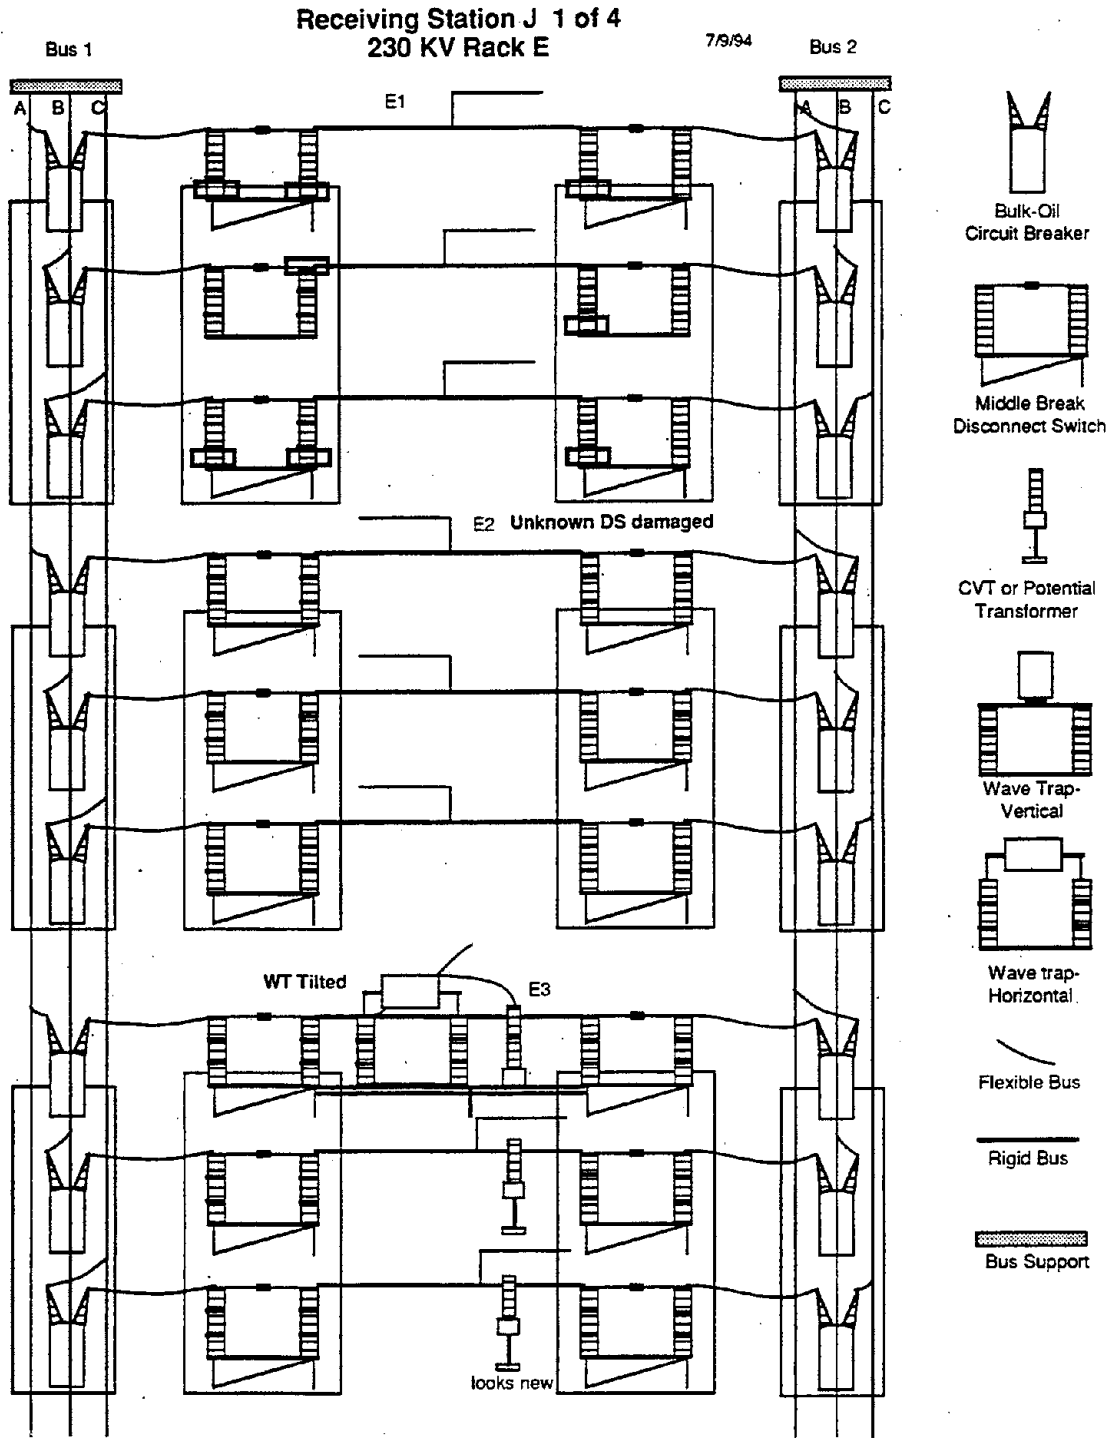 Receiving Station J 1 of 4
230 KV Rack E
7/9/94
Bus 1
Bus 2
A B C
A B C
E1
Bulk-Oil
Circuit Breaker
Middle Break
Disconnect Switch
E2 Unknown DS damaged
CVT or Potential
Transformer
Wave Trap-
Vertical
WT Tilted
E3
Wave trap-
Horizontal
Flexible Bus
Rigid Bus
Bus Support
looks new